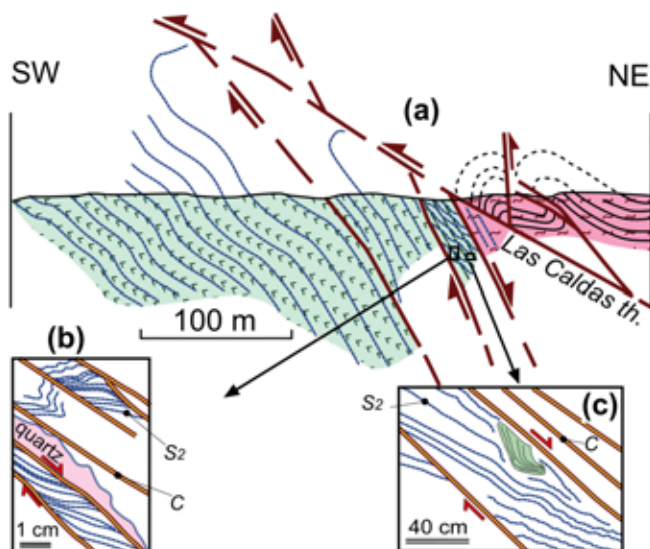 SW
NE
(a)
Las Caldas th.
100 m
(b)
S2
quartz
C
1 cm
(c)
S2
C
40 cm